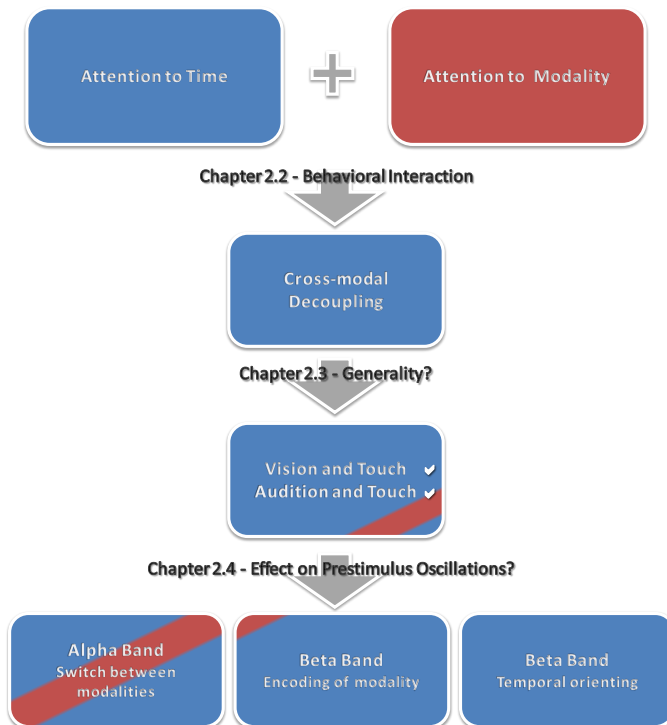 Attention to Time
Attention to Modality
Chapter 2.2 - Behavioral Interaction
Cross-modal
Decoupling
Chapter 2.3 - Generality?
Vision and Touch ✔
Audition and Touch ✔
Chapter 2.4 - Effect on Prestimulus Oscillations?
Alpha Band
Switch between
modalities
Beta Band
Encoding of modality
Beta Band
Temporal orienting